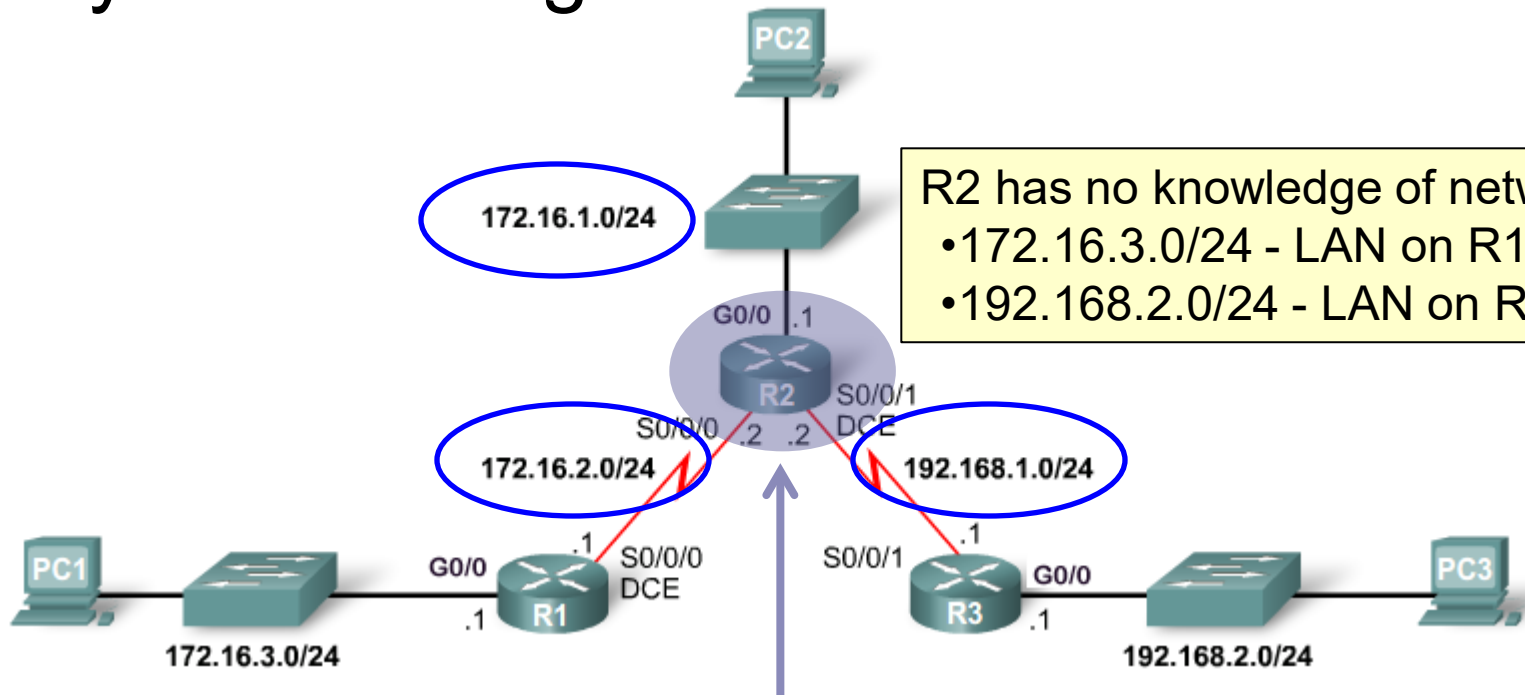 PC2
172.16.1.0/24
R2 has no knowledge of
•172.16.3.0/24 - LAN on R1
•192.168.2.0/24 - LAN on
G0/0 .1
R2
S0/0/1
DCE
S0/0/0 .2 .2
172.16.2.0/24
192.168.1.0/24
PC1
G0/0
.1
.1
S0/0/0
DCE
R1
172.16.3.0/24
S0/0/1
.1
G0/0
.1
R3
PC3
192.168.2.0/24